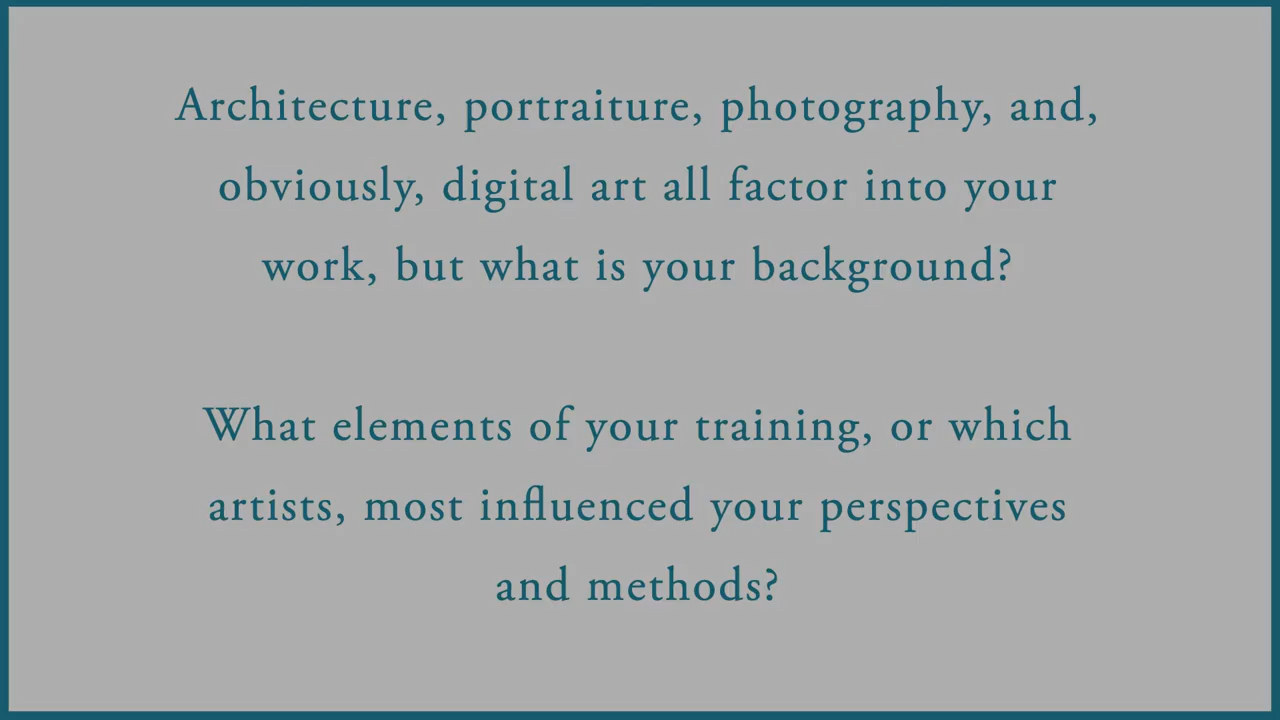 Architecture, portraiture, photography, and,
obviously, digital art all factor into your
work, but what is your background?
What elements of your training, or which
artists, most influenced your perspectives
and methods?